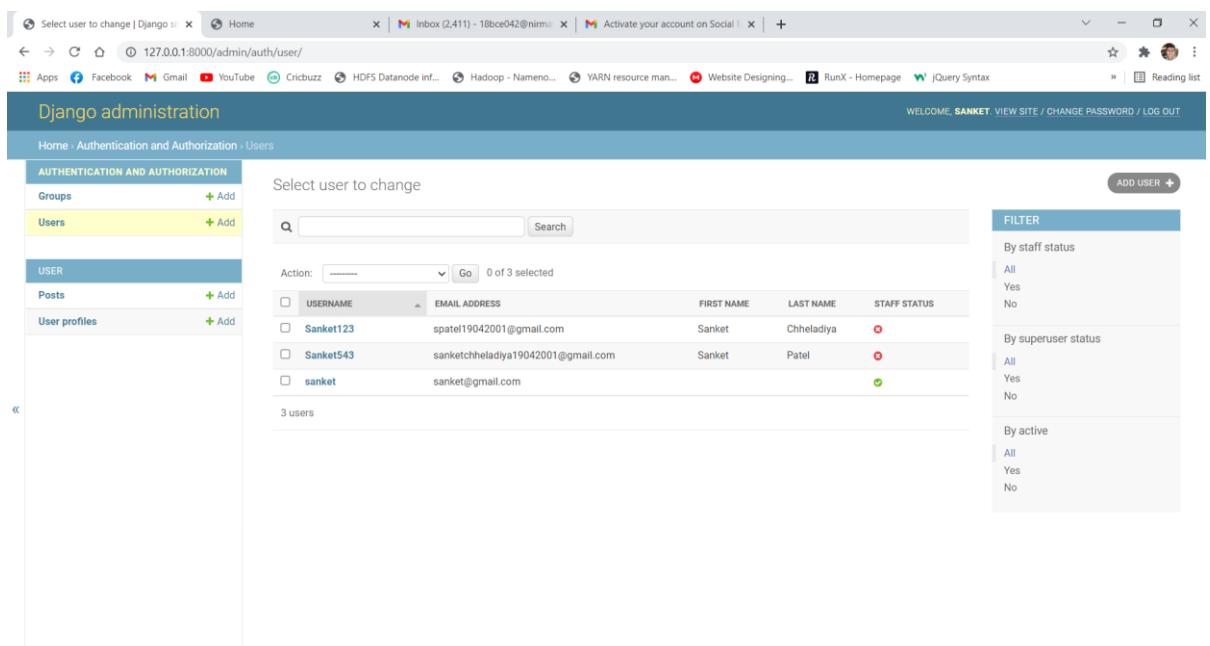 Select user to change | Django si
Home
Inbox (2,411) - 18bce042@nirma
Activate your account on Social
127.0.0.1:8000/admin/auth/user/
Apps Facebook Gmail YouTube Cricbuzz HDFS Datanode inf... Hadoop - Nameno... YARN resource man... Website Designing... RunX - Homepage jQuery Syntax » Reading list
Django administration
WELCOME, SANKET. VIEW SITE / CHANGE PASSWORD / LOG OUT
Home › Authentication and Authorization › Users
AUTHENTICATION AND AUTHORIZATION
Groups + Add
Users + Add
USER
Posts + Add
User profiles + Add
«
Select user to change
ADD USER +
Search
Action: --------- Go 0 of 3 selected
USERNAME EMAIL ADDRESS FIRST NAME LAST NAME STAFF STATUS
Sanket123 spatel19042001@gmail.com Sanket Chheladiya
Sanket543 sanketchheladiya19042001@gmail.com Sanket Patel
sanket sanket@gmail.com
3 users
FILTER
By staff status
All
Yes
No
By superuser status
All
Yes
No
By active
All
Yes
No